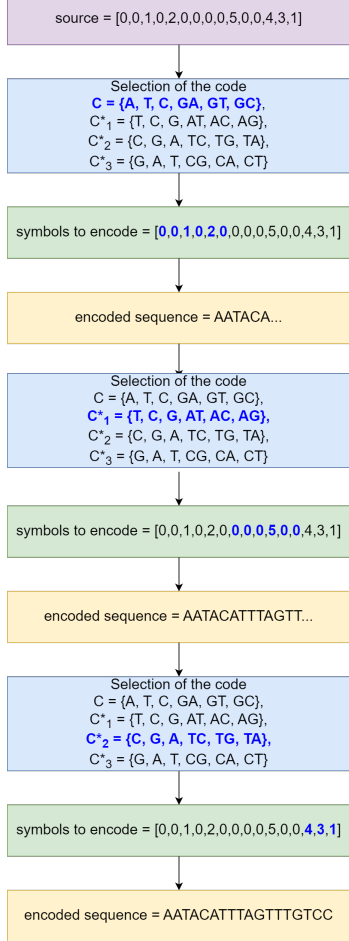 source = [0,0,1,0,2,0,0,0,0,5,0,0,4,3,1]
Selection of the code
C = {A, T, C, GA, GT, GC},
C*1 = {T, C, G, AT, AC, AG},
C*2 = {C, G, A, TC, TG, TA},
C*3 = {G, A, T, CG, CA, CT}
symbols to encode = [0,0,1,0,2,0,0,0,0,5,0,0,4,3,1]
encoded sequence = AATACA...
Selection of the code
C = {A, T, C, GA, GT, GC},
C*1 = {T, C, G, AT, AC, AG},
C*2 = {C, G, A, TC, TG, TA},
C*3 = {G, A, T, CG, CA, CT}
symbols to encode = [0,0,1,0,2,0,0,0,0,5,0,0,4,3,1]
encoded sequence = AATACATTTAGTT...
Selection of the code
C = {A, T, C, GA, GT, GC},
C*1 = {T, C, G, AT, AC, AG},
C*2 = {C, G, A, TC, TG, TA},
C*3 = {G, A, T, CG, CA, CT}
symbols to encode = [0,0,1,0,2,0,0,0,0,5,0,0,4,3,1]
encoded sequence = AATACATTTAGTTTGTCC